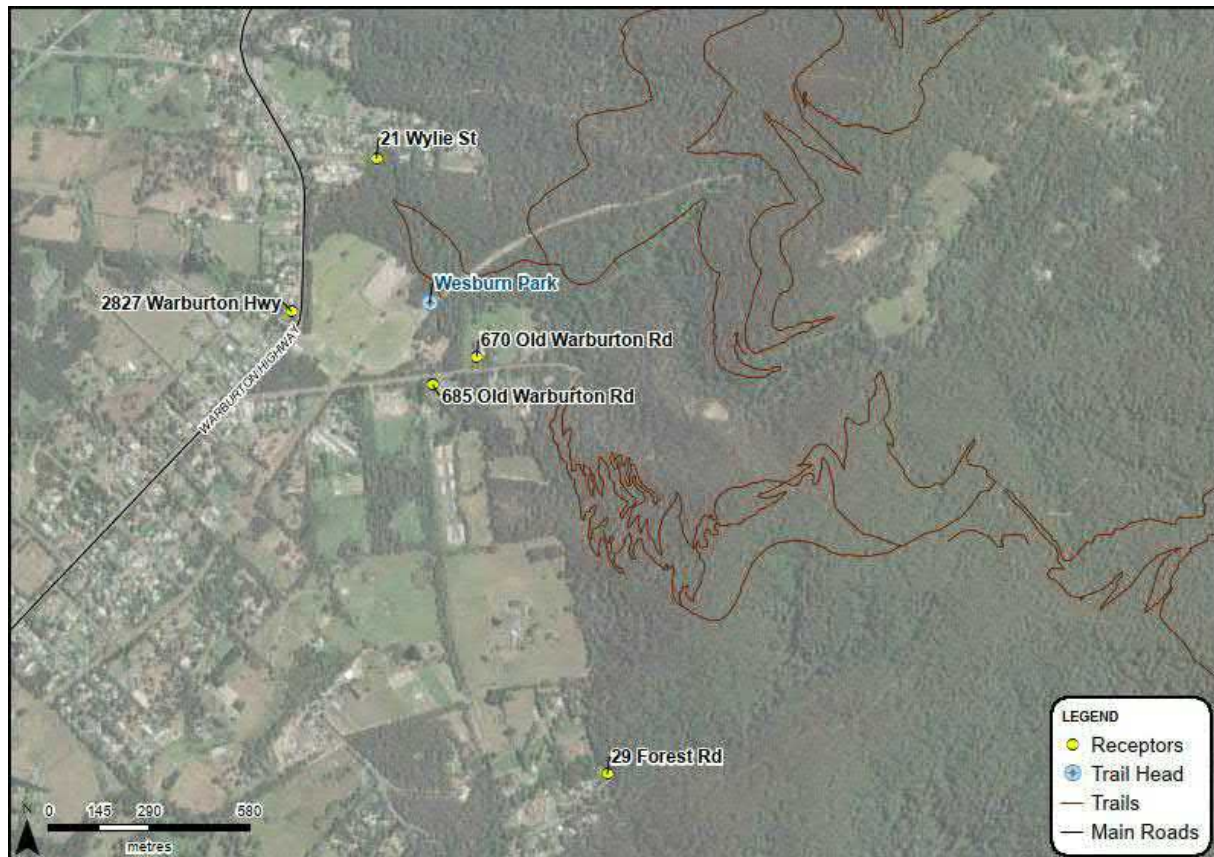 21 Wylie St
Wesburn Park
2827 Warburton Hwy
WARBURTON HIGHWAY
670 Old Warburton Rd
685 Old Warburton Rd
29 Forest Rd
N
0 145 290 580
metres
LEGEND
Receptors
Trail Head
Trails
Main Roads